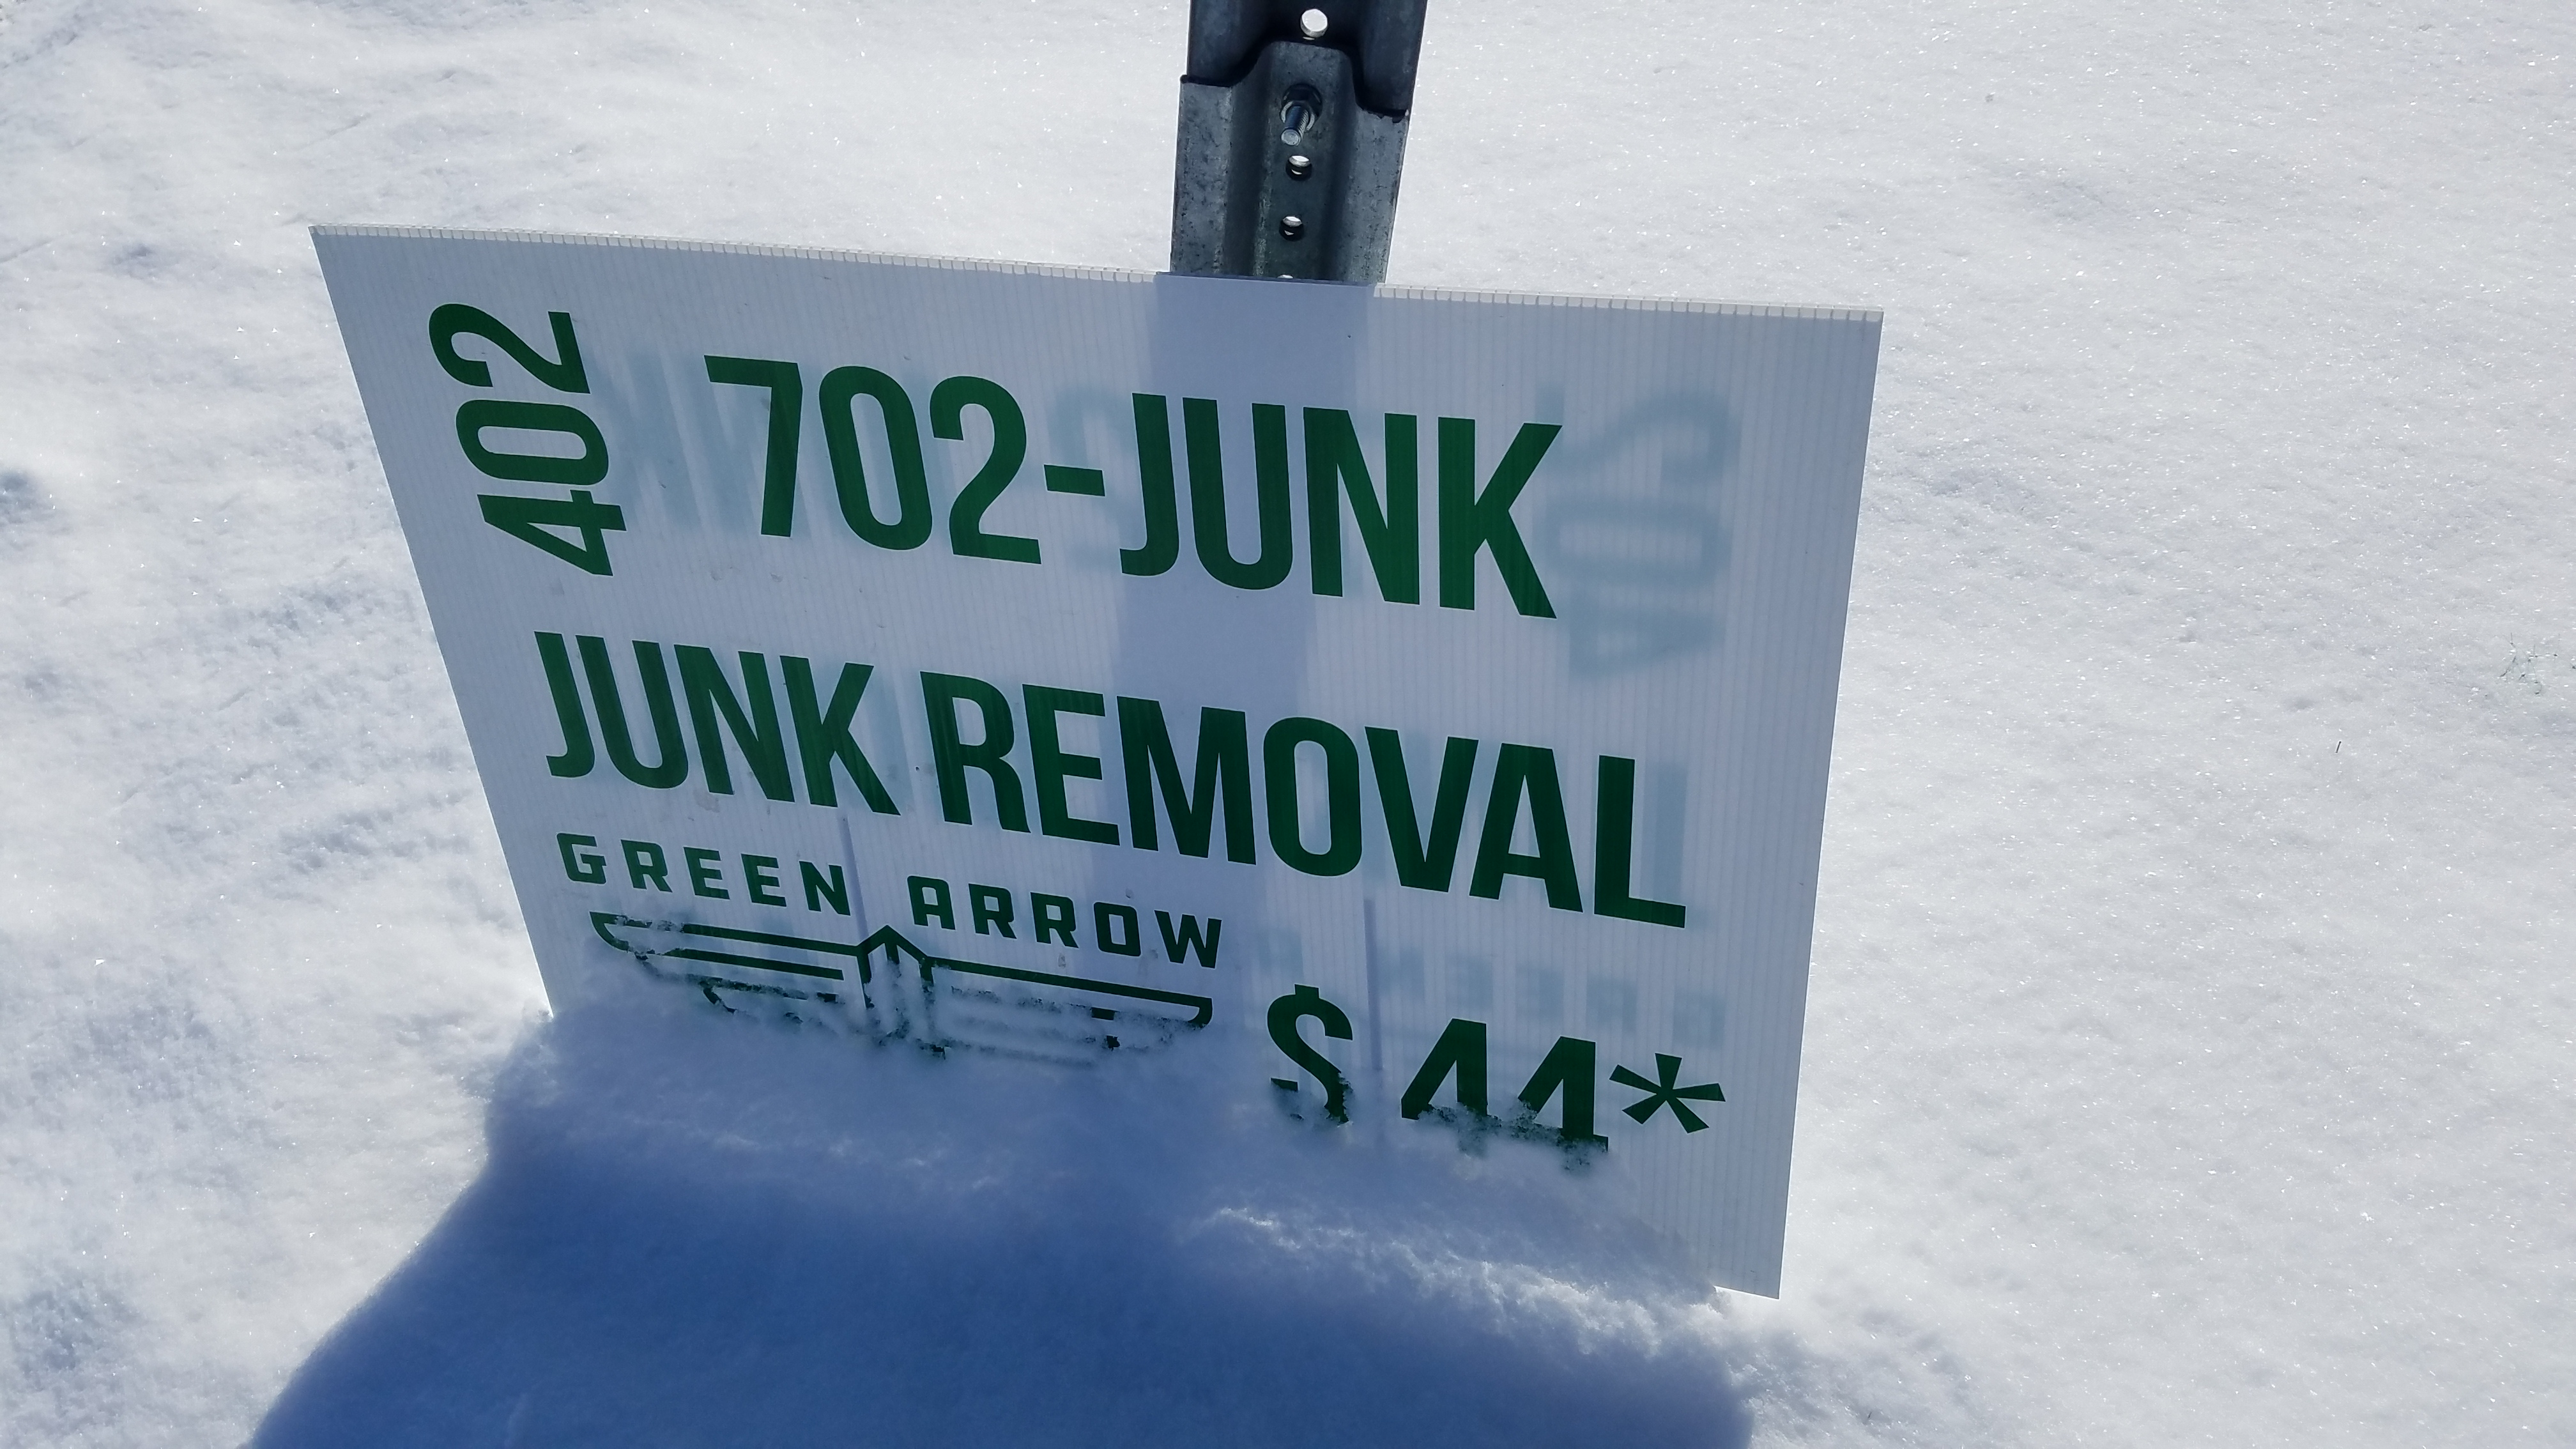 402
702-JUNK
JUNK REMOVAL
GREEN ARROW
$44*